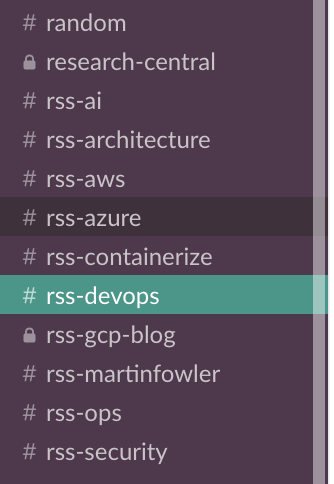 # random
research-central
# rss-ai
# rss-architecture
# rss-aws
# rss-azure
# rss-containerize
# rss-devops
rss-gcp-blog
# rss-martinfowler
# rss-ops
# rss-security